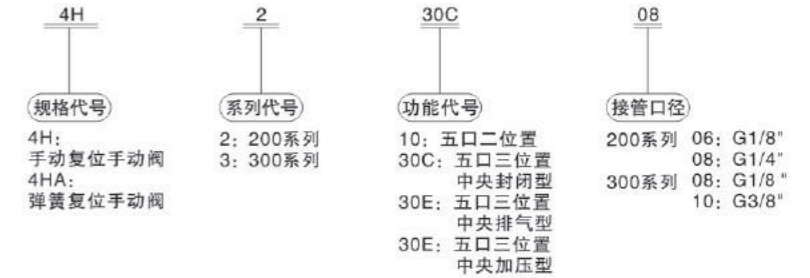 4H 2 30C 08
规格代号 系列代号 功能代号 接管口径
4H: 2: 200系列 10: 五口二位置 200系列 06: G1/8"
手动复位手动阀 3: 300系列 30C: 五口三位置 08: G1/4"
4HA: 中央封闭型 300系列 08: G1/8 "
弹簧复位手动阀 30E: 五口三位置 10: G3/8"
中央排气型
30E: 五口三位置
中央加压型